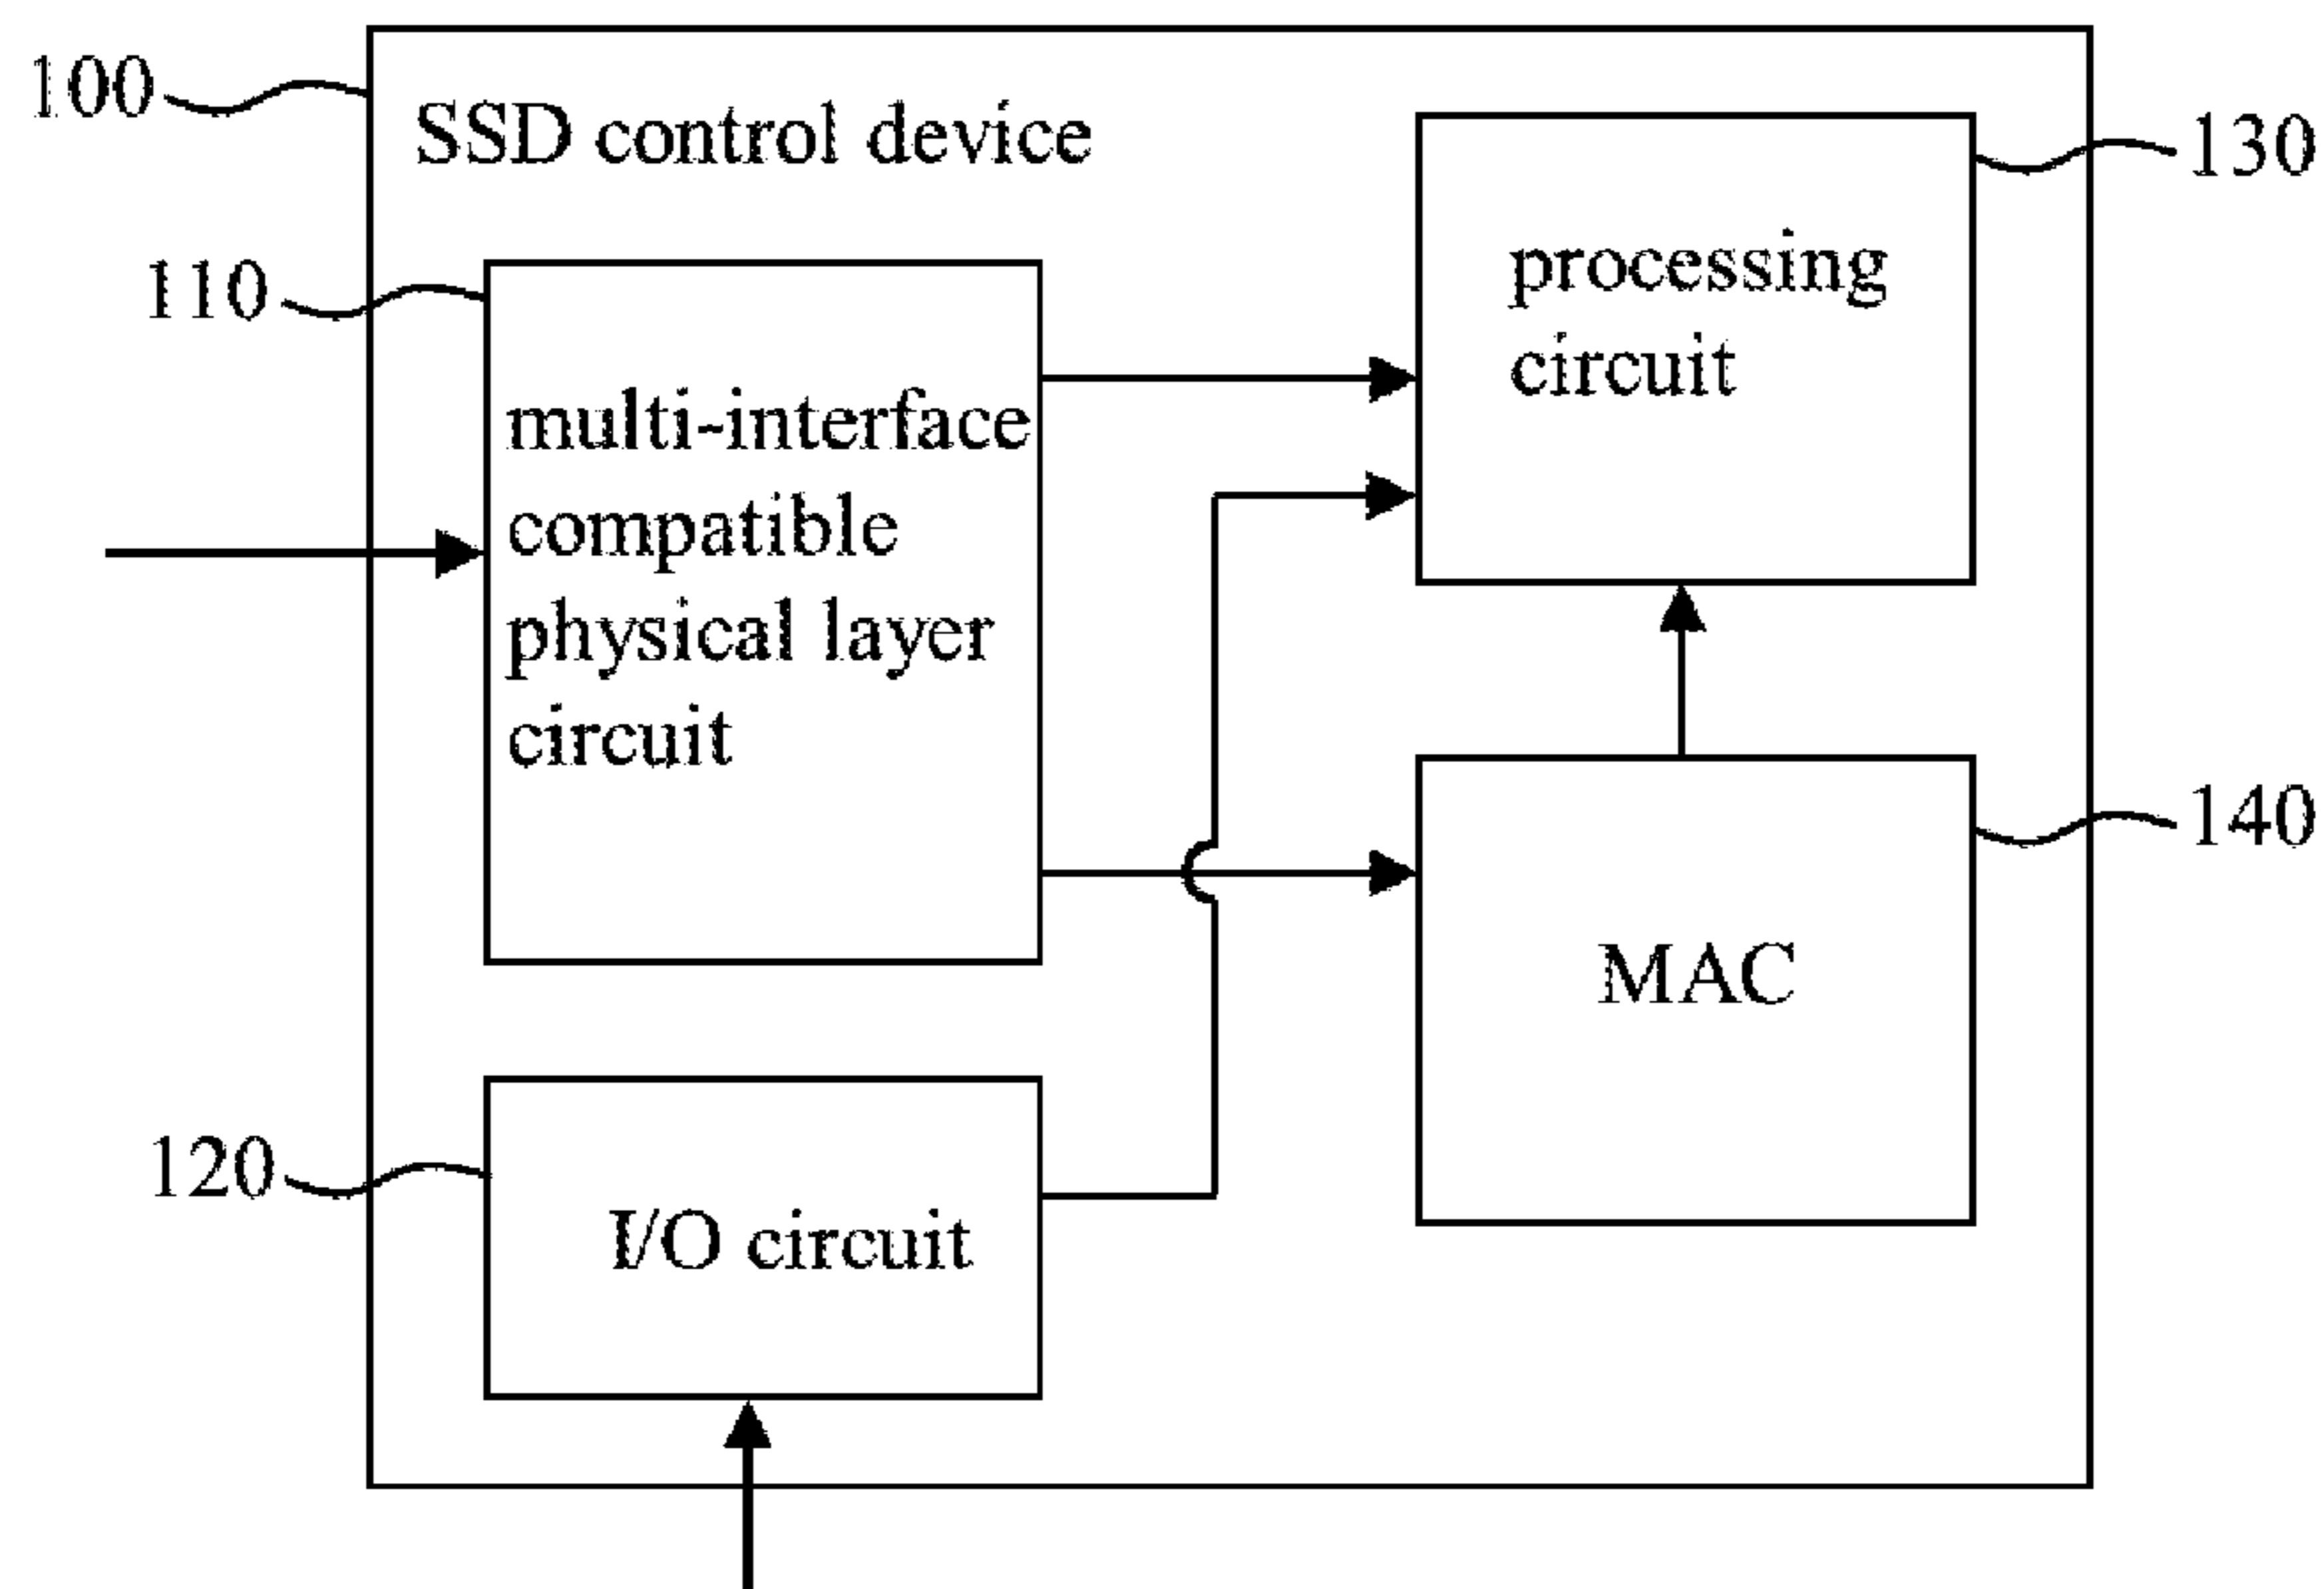 100
SSD control device
130
110
processing
circuit
multi-interface
compatible
physical layer
circuit
140
MAC
120
I/O circuit